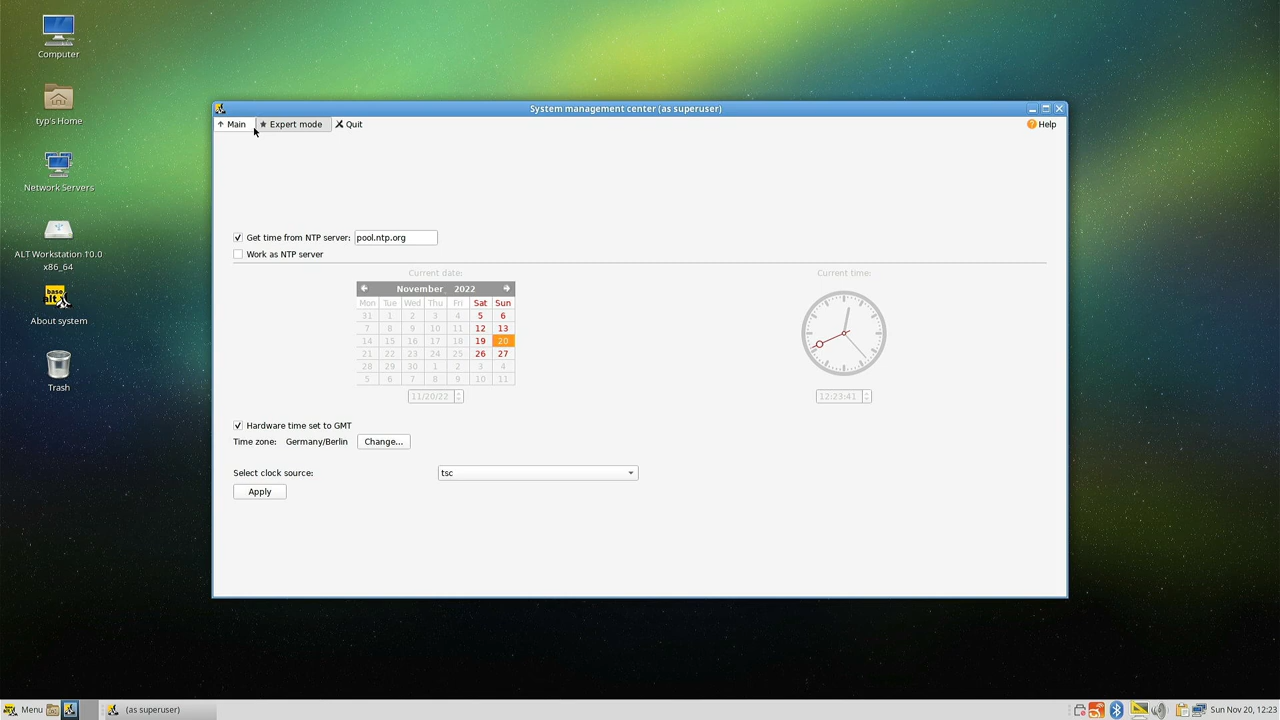 Computer
typ's Home
Network Servers
ALT Workstation 10.0
x86_64
base
alt
About system
Trash
System management center (as superuser)
Main
Expert mode
Quit
Help
Get time from NTP server:
pool.ntp.org
Work as NTP server
Current date:
November 2022
Mon Tue Wed Thu Fri Sat Sun
31 1 2 3 4 5 6
7 8 9 10 11 12 13
14 15 16 17 18 19 20
21 22 23 24 25 26 27
28 29 30 1 2 3 4
5 6 7 8 9 10 11
11/20/22
Current time:
12:23:41
Hardware time set to GMT
Time zone: Germany/Berlin Change...
Select clock source: tsc
Apply
Menu
(as superuser)
Sun Nov 20, 12:23